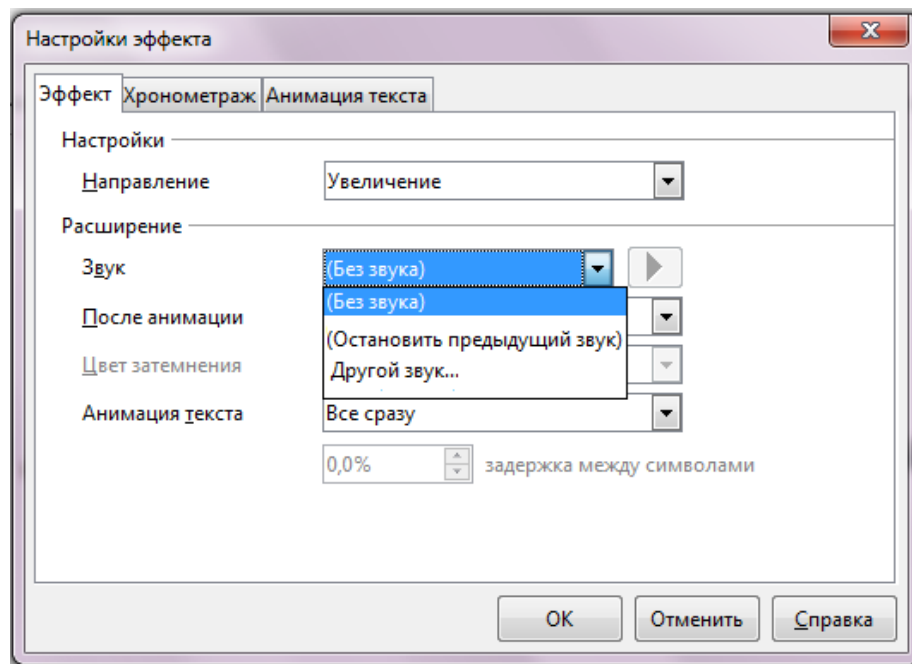 Настройки эффекта
Эффект Хронометраж Анимация текста
Настройки
Направление Увеличение
Расширение
Звук (Без звука)
(Без звука)
После анимации
(Остановить предыдущий звук)
Цвет затемнения
Другой звук...
Анимация текста Все сразу
0,0% задержка между символами
ОК Отменить Справка